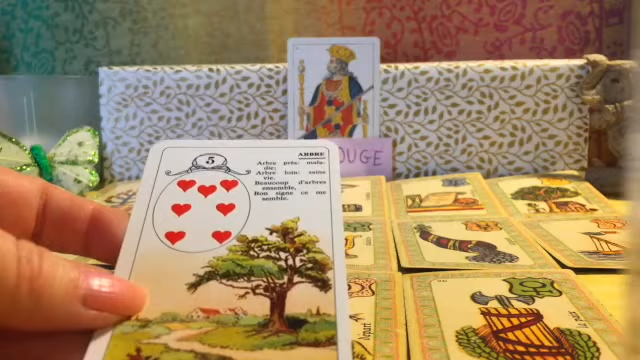 5
ARBRE
Arbre près: mala-
die;
Arbre loin: saine
vie.
Beaucoup d'arbres
ensemble,
Bon signe ce me
semble.
OUGE